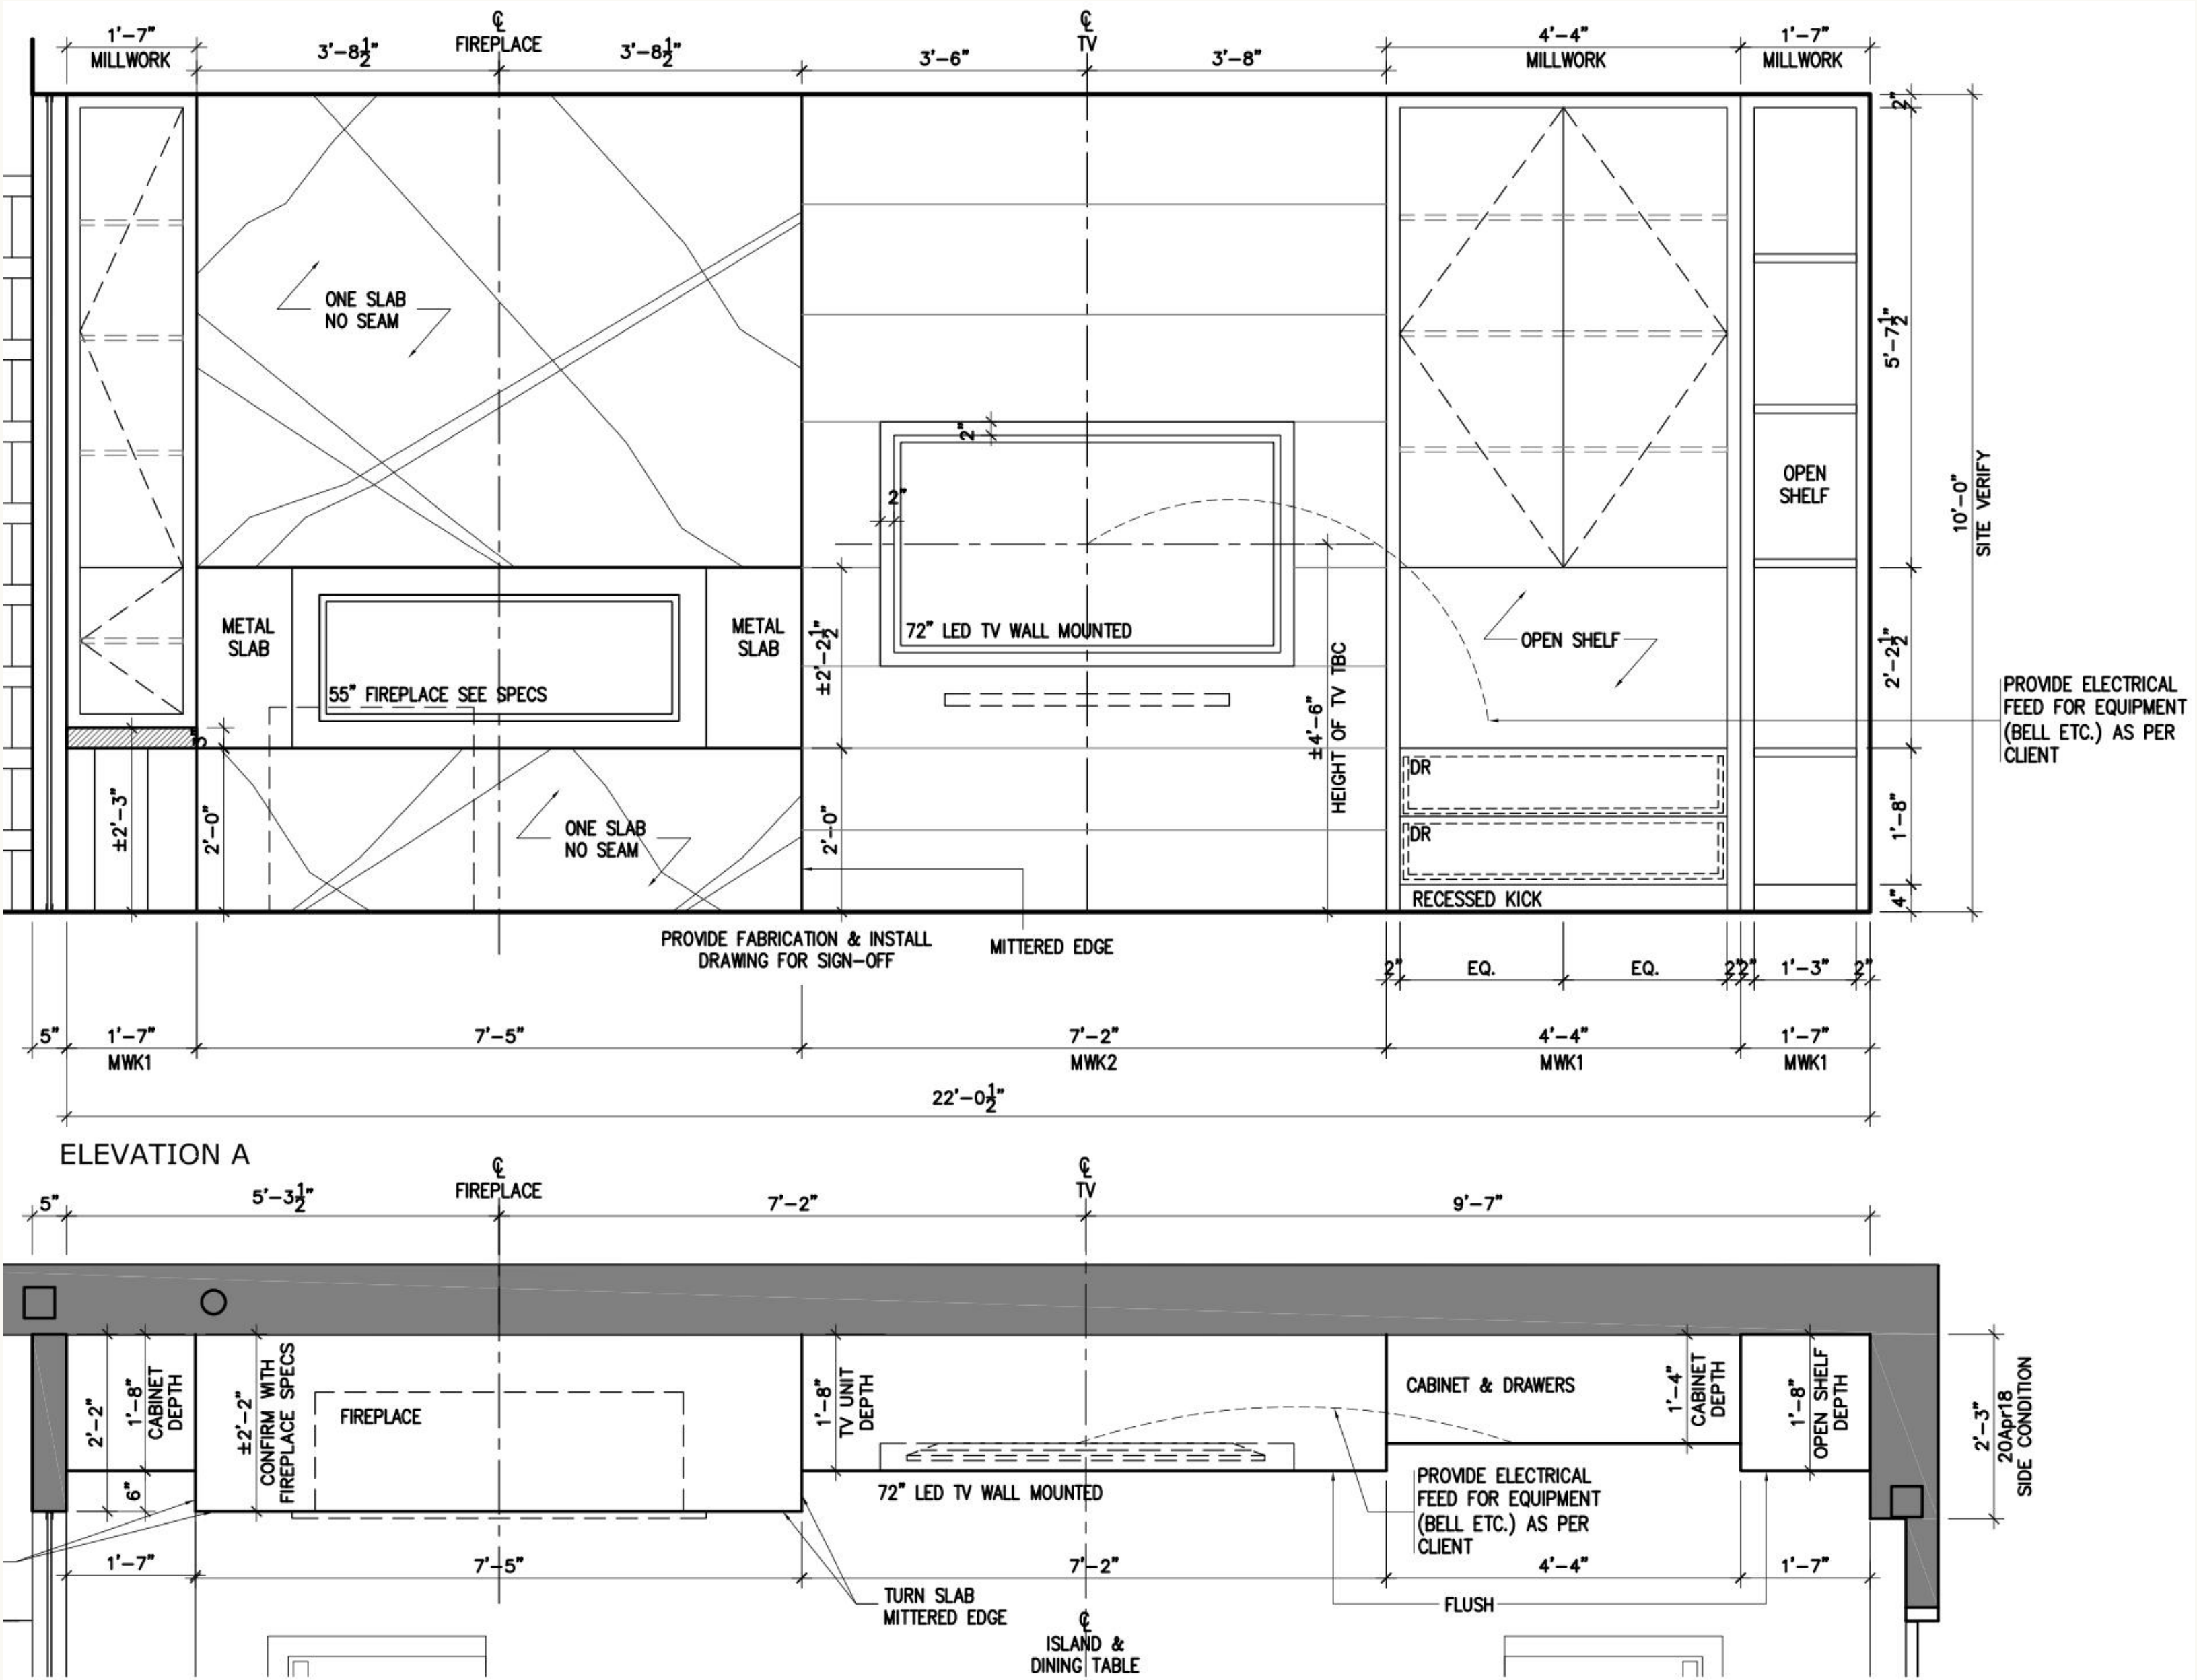 ℄
FIREPLACE
℄
TV
1'-7"
MILLWORK
3'-8½"
3'-8½"
3'-6"
3'-8"
4'-4"
MILLWORK
1'-7"
MILLWORK
2"
ONE SLAB
NO SEAM
5'-7½"
2"
2"
OPEN
SHELF
10'-0"
SITE VERIFY
METAL
SLAB
METAL
SLAB
±2'-2½"
72" LED TV WALL MOUNTED
OPEN SHELF
2'-2½"
55" FIREPLACE SEE SPECS
±4'-6"
HEIGHT OF TV TBC
PROVIDE ELECTRICAL
FEED FOR EQUIPMENT
(BELL ETC.) AS PER
CLIENT
3"
DR
±2'-3"
2'-0"
ONE SLAB
NO SEAM
2'-0"
DR
1'-8"
RECESSED KICK
4"
PROVIDE FABRICATION & INSTALL
DRAWING FOR SIGN-OFF
MITTERED EDGE
2"
EQ.
EQ.
2"
2"
1'-3"
2"
5"
1'-7"
MWK1
7'-5"
7'-2"
MWK2
4'-4"
MWK1
1'-7"
MWK1
22'-0½"
ELEVATION A
℄
FIREPLACE
℄
TV
5"
5'-3½"
7'-2"
9'-7"
2'-2"
1'-8"
CABINET
DEPTH
6"
±2'-2"
CONFIRM WITH
FIREPLACE SPECS
FIREPLACE
1'-8"
TV UNIT
DEPTH
CABINET & DRAWERS
1'-4"
CABINET
DEPTH
1'-8"
OPEN SHELF
DEPTH
2'-3"
20Apr18
SIDE CONDITION
72" LED TV WALL MOUNTED
PROVIDE ELECTRICAL
FEED FOR EQUIPMENT
(BELL ETC.) AS PER
CLIENT
1'-7"
7'-5"
7'-2"
4'-4"
1'-7"
TURN SLAB
MITTERED EDGE
FLUSH
℄
ISLAND &
DINING TABLE